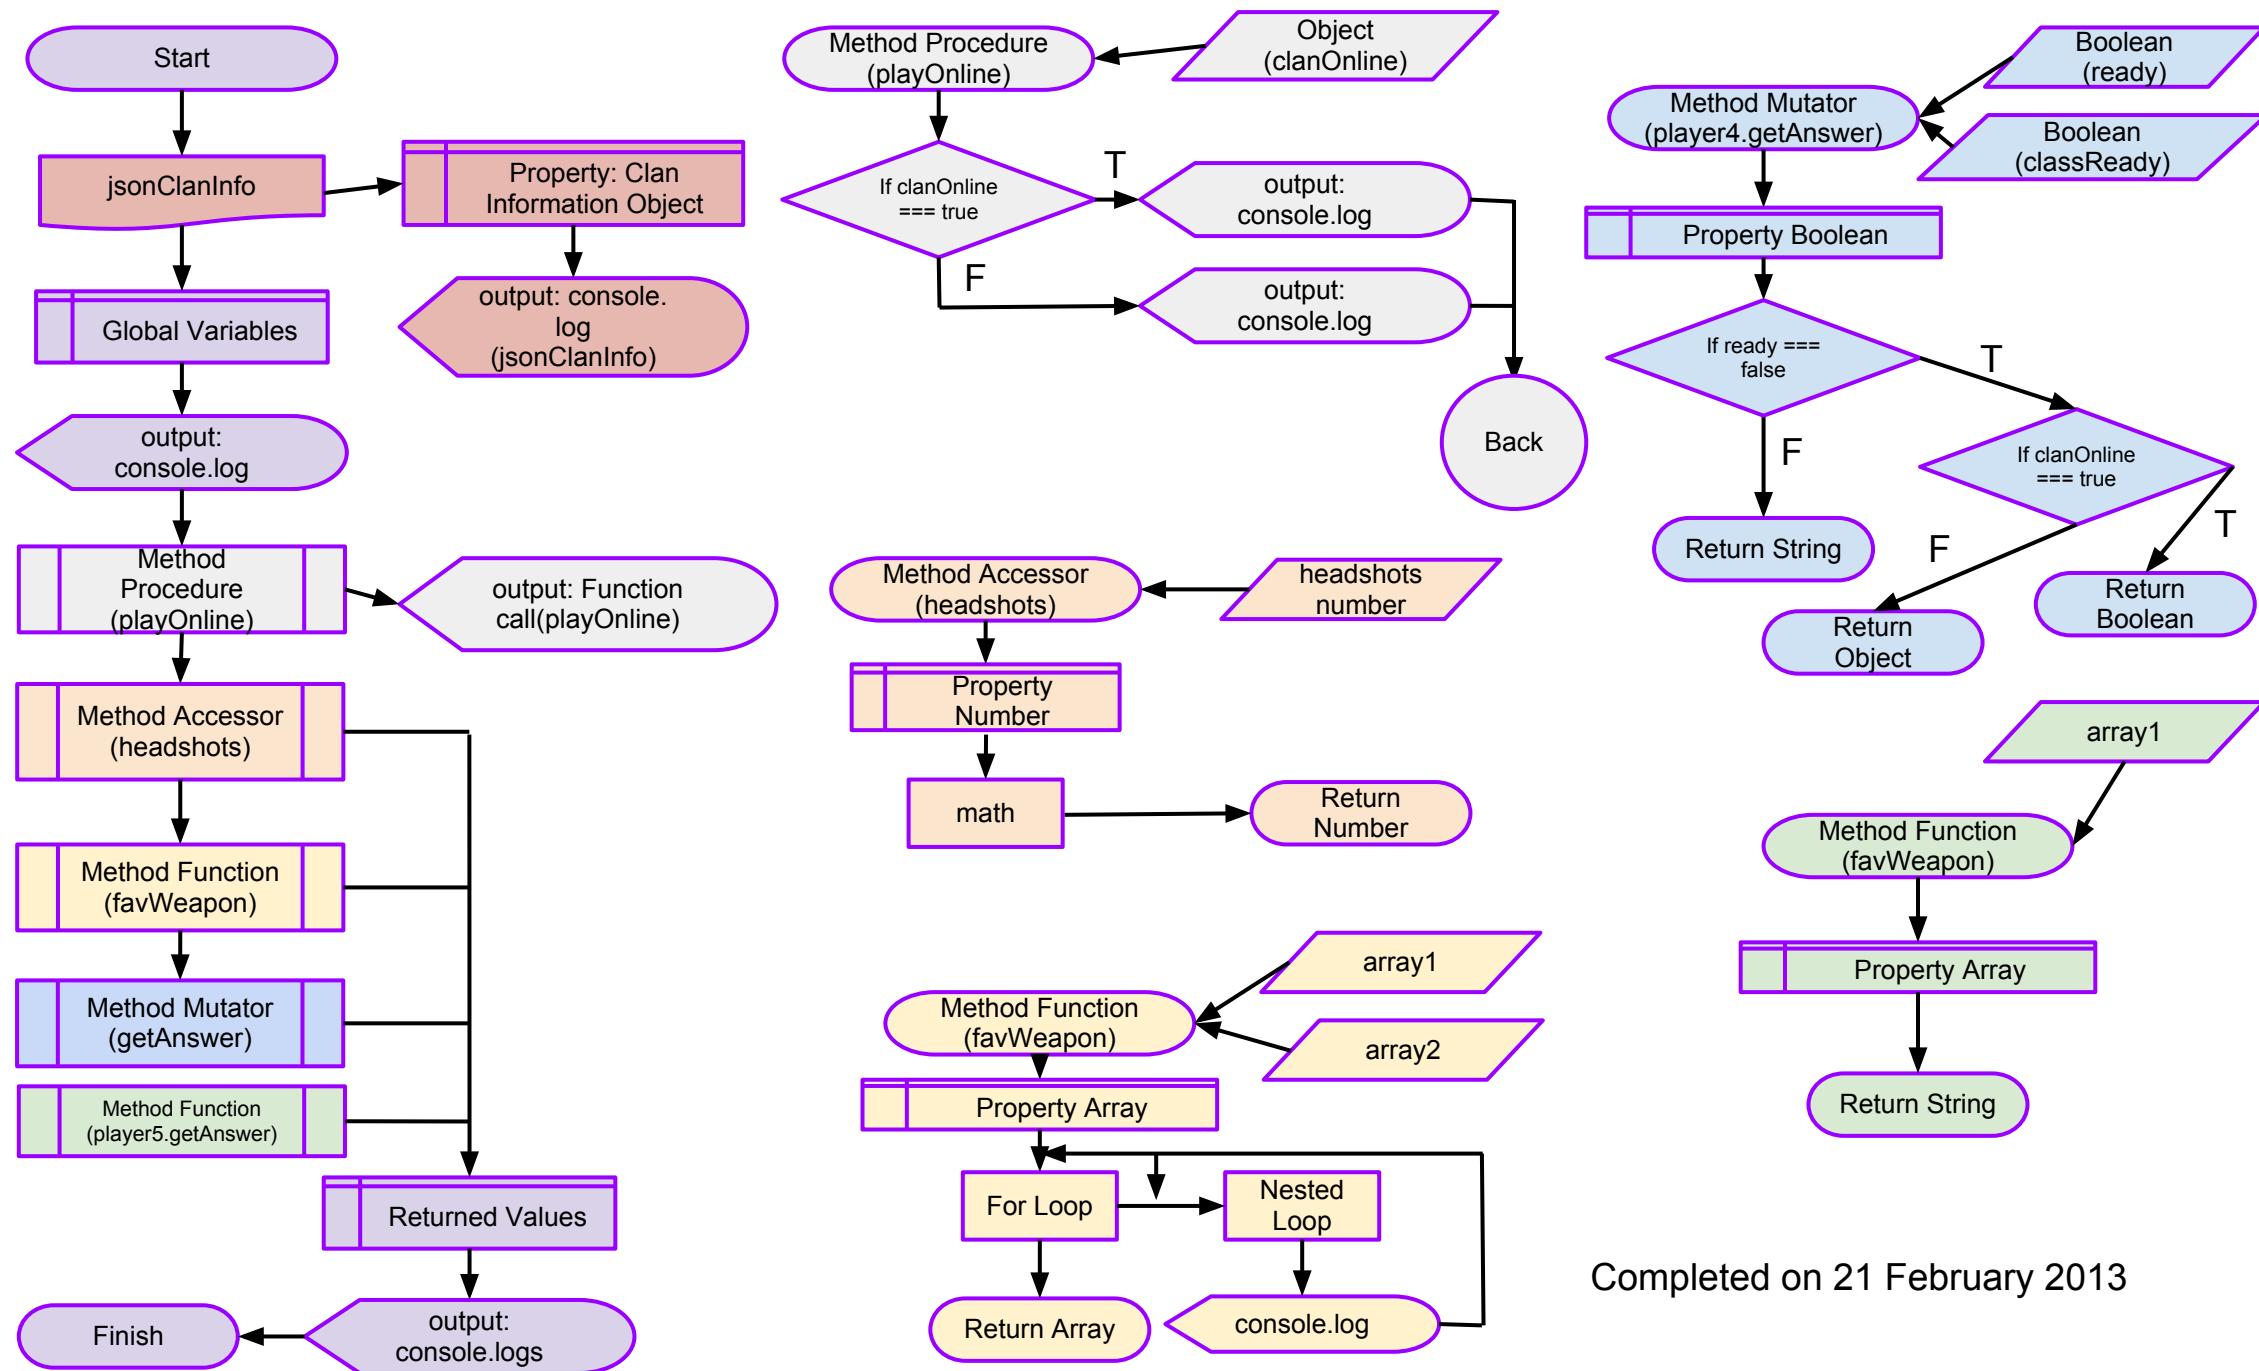 Start
jsonClanInfo
Property: Clan
Information Object
output: console.
log
(jsonClanInfo)
Global Variables
output:
console.log
Method
Procedure
(playOnline)
output: Function
call(playOnline)
Method Accessor
(headshots)
Method Function
(favWeapon)
Method Mutator
(getAnswer)
Method Function
(player5.getAnswer)
Returned Values
output:
console.logs
Finish
Method Procedure
(playOnline)
Object
(clanOnline)
If clanOnline
=== true
T
output:
console.log
F
output:
console.log
Back
Method Accessor
(headshots)
headshots
number
Property
Number
math
Return
Number
Method Function
(favWeapon)
array1
array2
Property Array
For Loop
Nested
Loop
Return Array
console.log
Boolean
(ready)
Method Mutator
(player4.getAnswer)
Boolean
(classReady)
Property Boolean
If ready ===
false
T
F
If clanOnline
=== true
Return String
F
T
Return
Boolean
Return
Object
array1
Method Function
(favWeapon)
Property Array
Return String
Completed on 21 February 2013